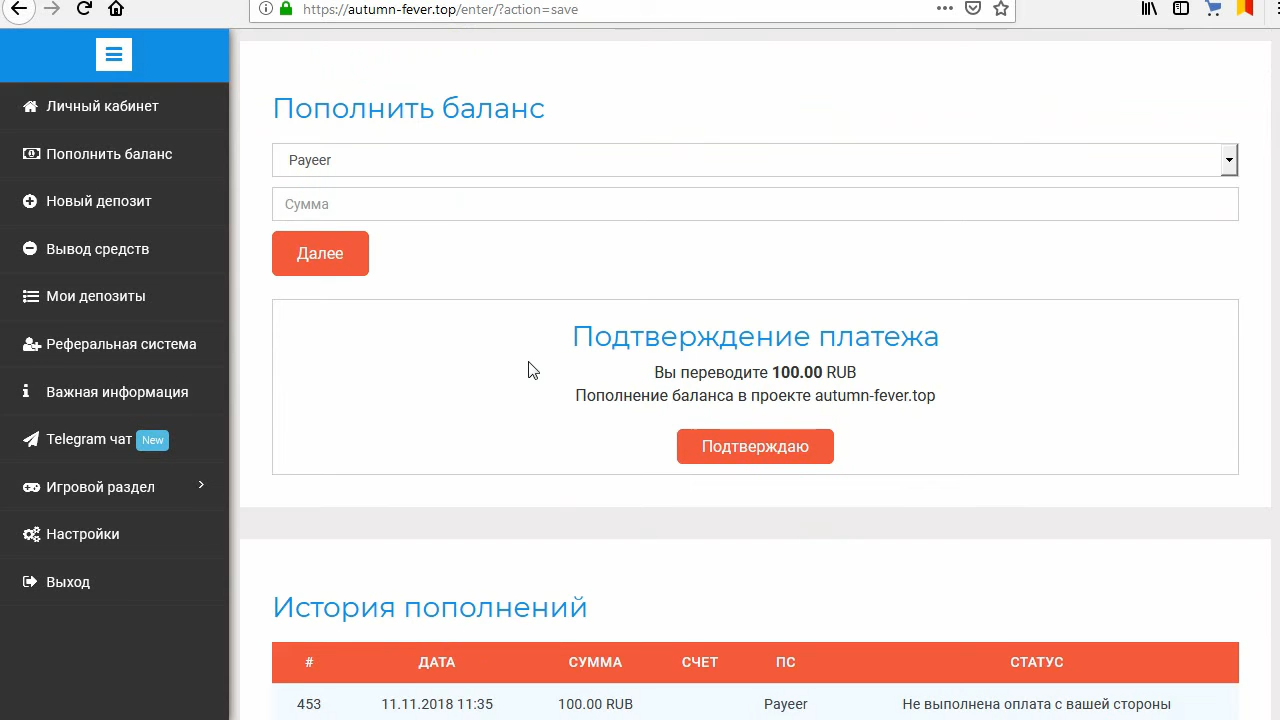 https://autumn-fever.top/enter/?action=save
Личный кабинет
Пополнить баланс
Новый депозит
Вывод средств
Мои депозиты
Реферальная система
Важная информация
Telegram чат New
Игровой раздел
Настройки
Выход
Пополнить баланс
Payeer
Сумма
Далее
Подтверждение платежа
Вы переводите 100.00 RUB
Пополнение баланса в проекте autumn-fever.top
Подтверждаю
История пополнений
# ДАТА СУММА СЧЕТ ПС СТАТУС
453 11.11.2018 11:35 100.00 RUB Payeer Не выполнена оплата с вашей стороны